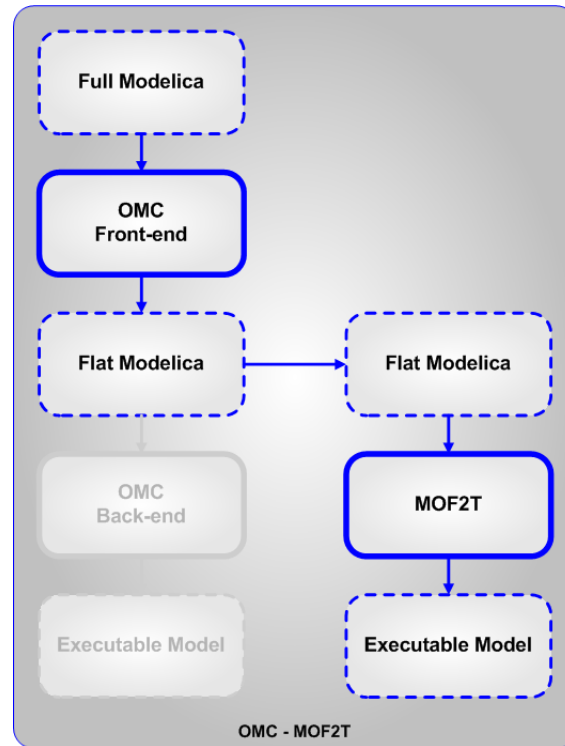 Full Modelica
OMC
Front-end
Flat Modelica
Flat Modelica
OMC
Back-end
MOF2T
Executable Model
Executable Model
OMC - MOF2T